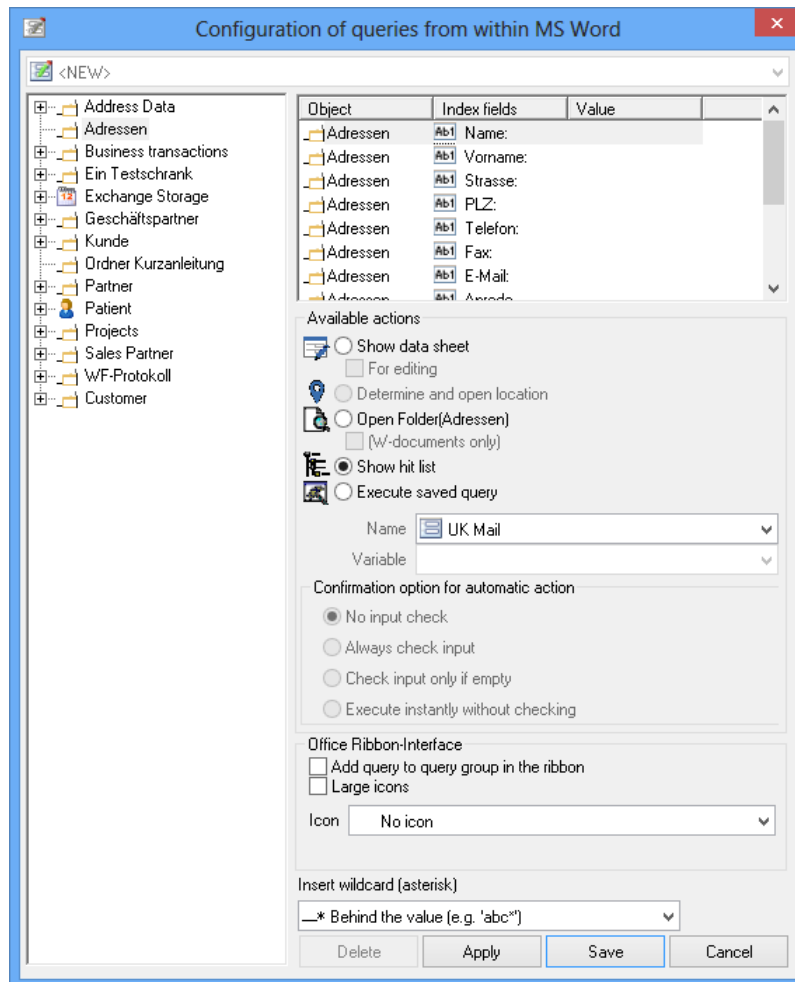 Configuration of queries from within MS Word
<NEW>
Address Data
Adressen
Business transactions
Ein Testschrank
Exchange Storage
Geschäftspartner
Kunde
Ordner Kurzanleitung
Partner
Patient
Projects
Sales Partner
WF-Protokoll
Customer
Object Index fields Value
Adressen Name:
Adressen Vorname:
Adressen Strasse:
Adressen PLZ:
Adressen Telefon:
Adressen Fax:
Adressen E-Mail:
Adressen Anrede
Available actions
Show data sheet
For editing
Determine and open location
Open Folder(Adressen)
(W-documents only)
Show hit list
Execute saved query
Name UK Mail
Variable
Confirmation option for automatic action
No input check
Always check input
Check input only if empty
Execute instantly without checking
Office Ribbon-Interface
Add query to query group in the ribbon
Large icons
Icon No icon
Insert wildcard (asterisk)
__* Behind the value (e.g. 'abc*')
Delete Apply Save Cancel